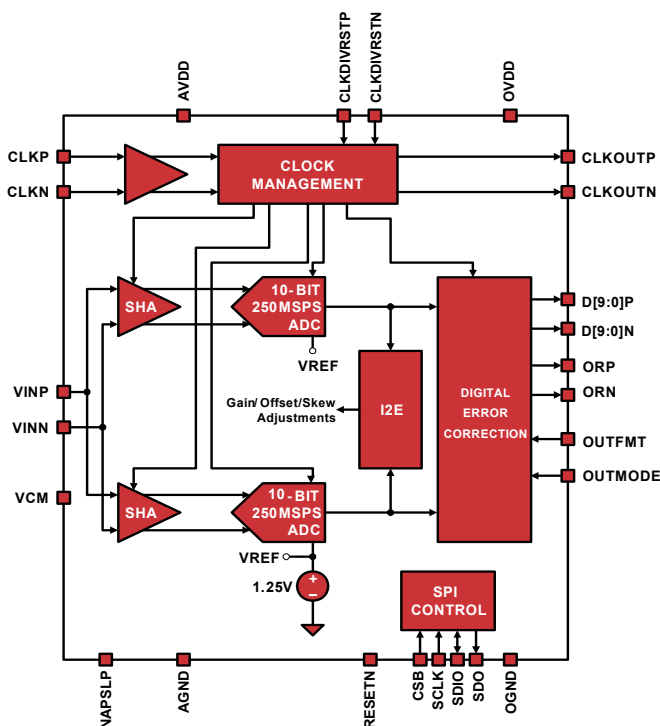 AVDD
CLKDIVRSTP
CLKDIVRSTN
OVDD
CLKP
CLKN
CLOCK
MANAGEMENT
CLKOUTP
CLKOUTN
SHA
10-BIT
250MSPS
ADC
VREF
D[9:0]P
D[9:0]N
ORP
ORN
OUTFMT
OUTMODE
VINP
VINN
VCM
Gain/Offset/Skew
Adjustments
I2E
DIGITAL
ERROR
CORRECTION
SHA
10-BIT
250MSPS
ADC
VREF
1.25V
+
–
SPI
CONTROL
NAPSLP
AGND
RESETN
CSB
SCLK
SDIO
SDO
OGND